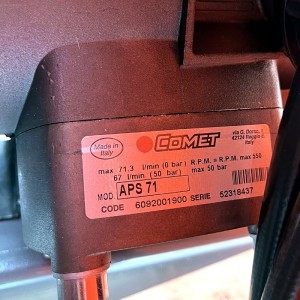 Made in Italy
COMET
via G. Dorso, 4
42124 Reggio E.
Italy
max 71.3 l/min (0 bar) R.P.M. = R.P.M. max 550
67 l/min (50 bar) max 50 bar
MOD. APS 71
CODE 6092001900 SERIE 52318437